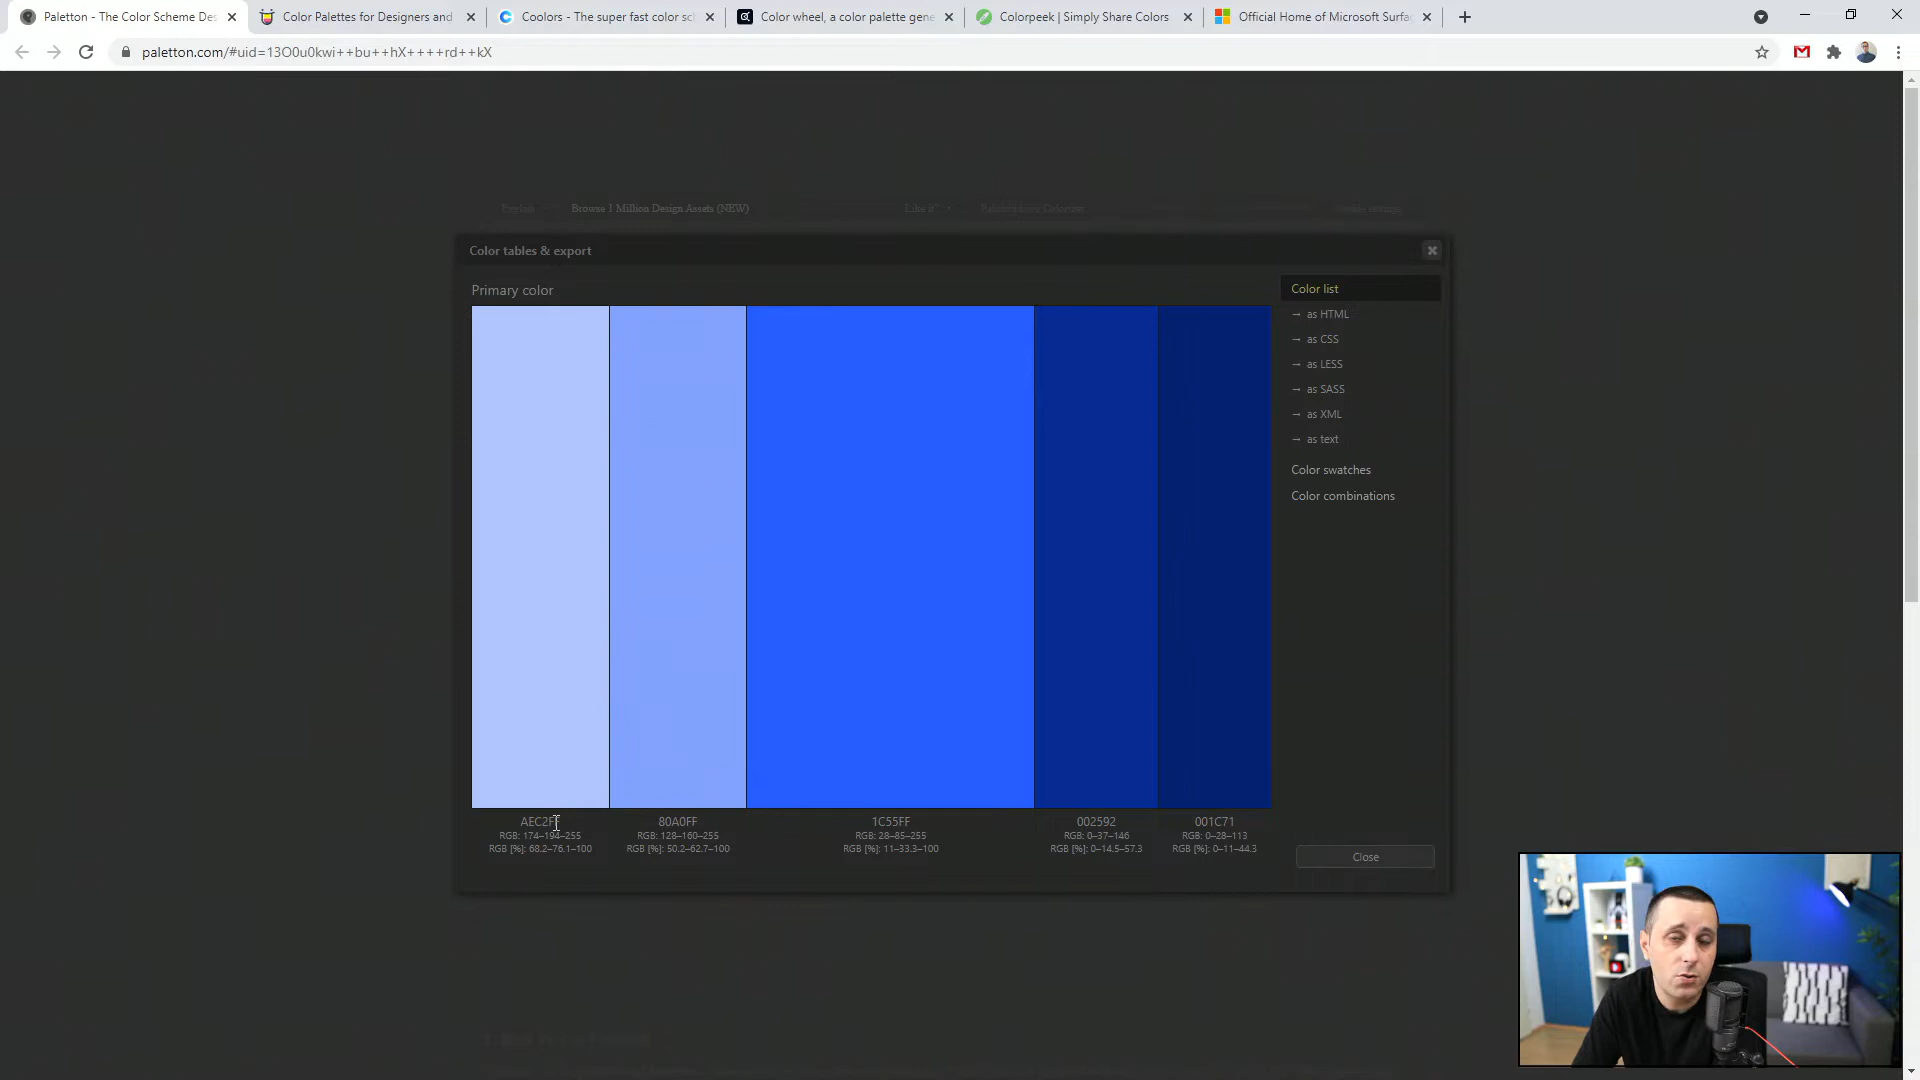 Paletton - The Color Scheme Des
Color Palettes for Designers and
Coolors - The super fast color sc
Color wheel, a color palette gene
Colorpeek | Simply Share Colors
Official Home of Microsoft Surfa
paletton.com/#uid=13O0u0kwi++bu++hX++++rd++kX
English
Browse 1 Million Design Assets (NEW)
Like it?
Color tables & export
Primary color
Color list
→ as HTML
→ as CSS
→ as LESS
→ as SASS
→ as XML
→ as text
Color swatches
Color combinations
AEC2FF
RGB: 174–194–255
RGB [%]: 68.2–76.1–100
80A0FF
RGB: 128–160–255
RGB [%]: 50.2–62.7–100
1C55FF
RGB: 28–85–255
RGB [%]: 11–33.3–100
002592
RGB: 0–37–146
RGB [%]: 0–14.5–57.3
001C71
RGB: 0–28–113
RGB [%]: 0–11–44.3
Close